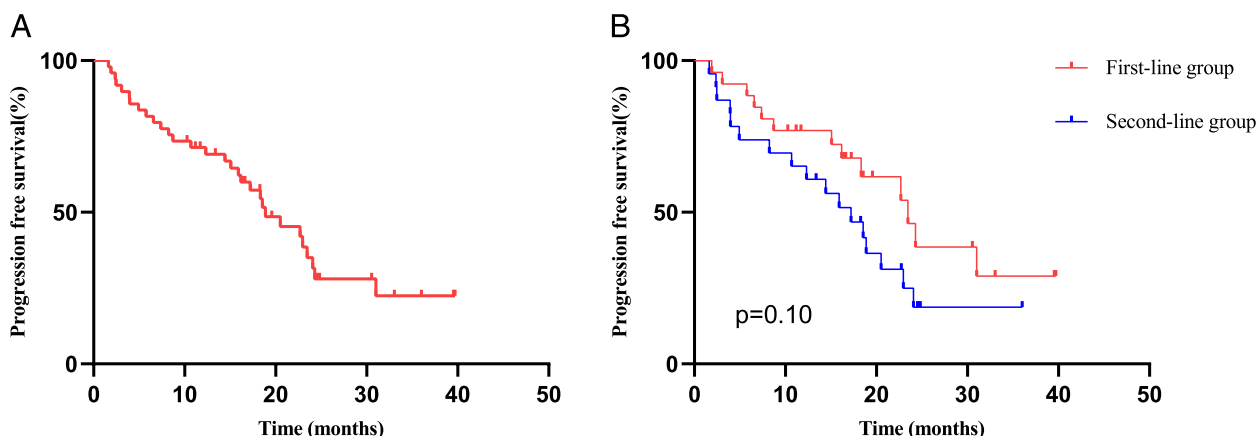 A
Progression free survival(%)
100
50
0
0 10 20 30 40 50
Time (months)
B
Progression free survival(%)
100
50
0
p=0.10
0 10 20 30 40 50
Time (months)
First-line group
Second-line group